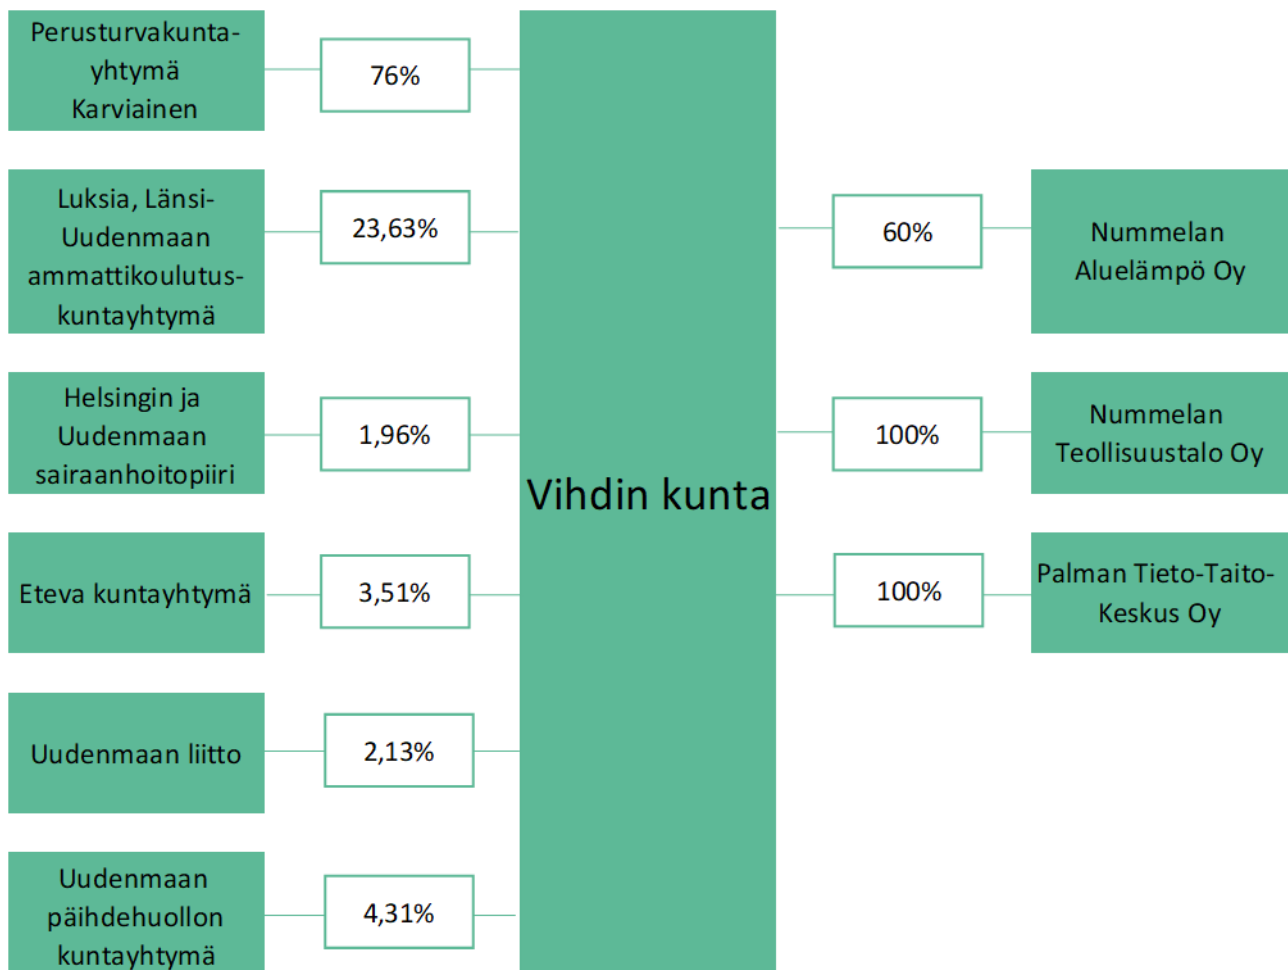 Perusturvakunta-
yhtymä
Karviainen
76%
Luksia, Länsi-
Uudenmaan
ammattikoulutus-
kuntayhtymä
23,63%
Helsingin ja
Uudenmaan
sairaanhoitopiiri
1,96%
Eteva kuntayhtymä
3,51%
Uudenmaan liitto
2,13%
Uudenmaan
päihdehuollon
kuntayhtymä
4,31%
Vihdin kunta
60%
Nummelan
Aluelämpö Oy
100%
Nummelan
Teollisuustalo Oy
100%
Palman Tieto-Taito-
Keskus Oy